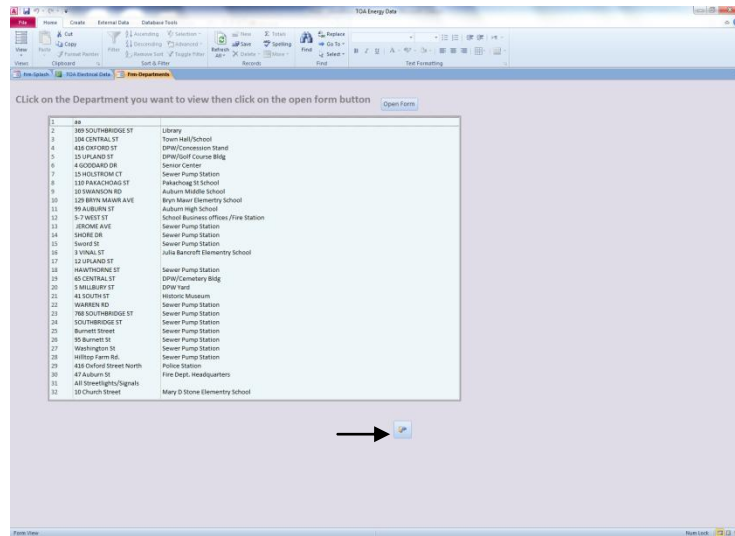 TOA Energy Data
File Home Create External Data Database Tools
Cut Ascending Selection New Totals Replace
Copy Descending Advanced Save Spelling Go To
View Paste Format Painter Filter Remove Sort Toggle Filter Refresh All Delete More Find Select
Views Clipboard Sort & Filter Records Find Text Formatting
Frm-Splash TOA Electrical Data Frm-Departments
CLick on the Department you want to view then click on the open form button Open Form
1 aa
2 369 SOUTHBRIDGE ST Library
3 104 CENTRAL ST Town Hall/School
4 416 OXFORD ST DPW/Concession Stand
5 15 UPLAND ST DPW/Golf Course Bldg
6 4 GODDARD DR Senior Center
7 15 HOLSTROM CT Sewer Pump Station
8 110 PAKACHOAG ST Pakachoag St School
9 10 SWANSON RD Auburn Middle School
10 129 BRYN MAWR AVE Bryn Mawr Elemertry School
11 99 AUBURN ST Auburn High School
12 5-7 WEST ST School Business offices /Fire Station
13 JEROME AVE Sewer Pump Station
14 SHORE DR Sewer Pump Station
15 Sword St Sewer Pump Station
16 3 VINAL ST Julia Bancroft Elementry School
17 12 UPLAND ST
18 HAWTHORNE ST Sewer Pump Station
19 65 CENTRAL ST DPW/Cemetery Bldg
20 5 MILLBURY ST DPW Yard
21 41 SOUTH ST Historic Museum
22 WARREN RD Sewer Pump Station
23 768 SOUTHBRIDGE ST Sewer Pump Station
24 SOUTHBRIDGE ST Sewer Pump Station
25 Burnett Street Sewer Pump Station
26 95 Burnett St Sewer Pump Station
27 Washington St Sewer Pump Station
28 Hilltop Farm Rd. Sewer Pump Station
29 416 Oxford Street North Police Station
30 47 Auburn St Fire Dept. Headquarters
31 All Streetlights/Signals
32 10 Church Street Mary D Stone Elementry School
Form View Num Lock